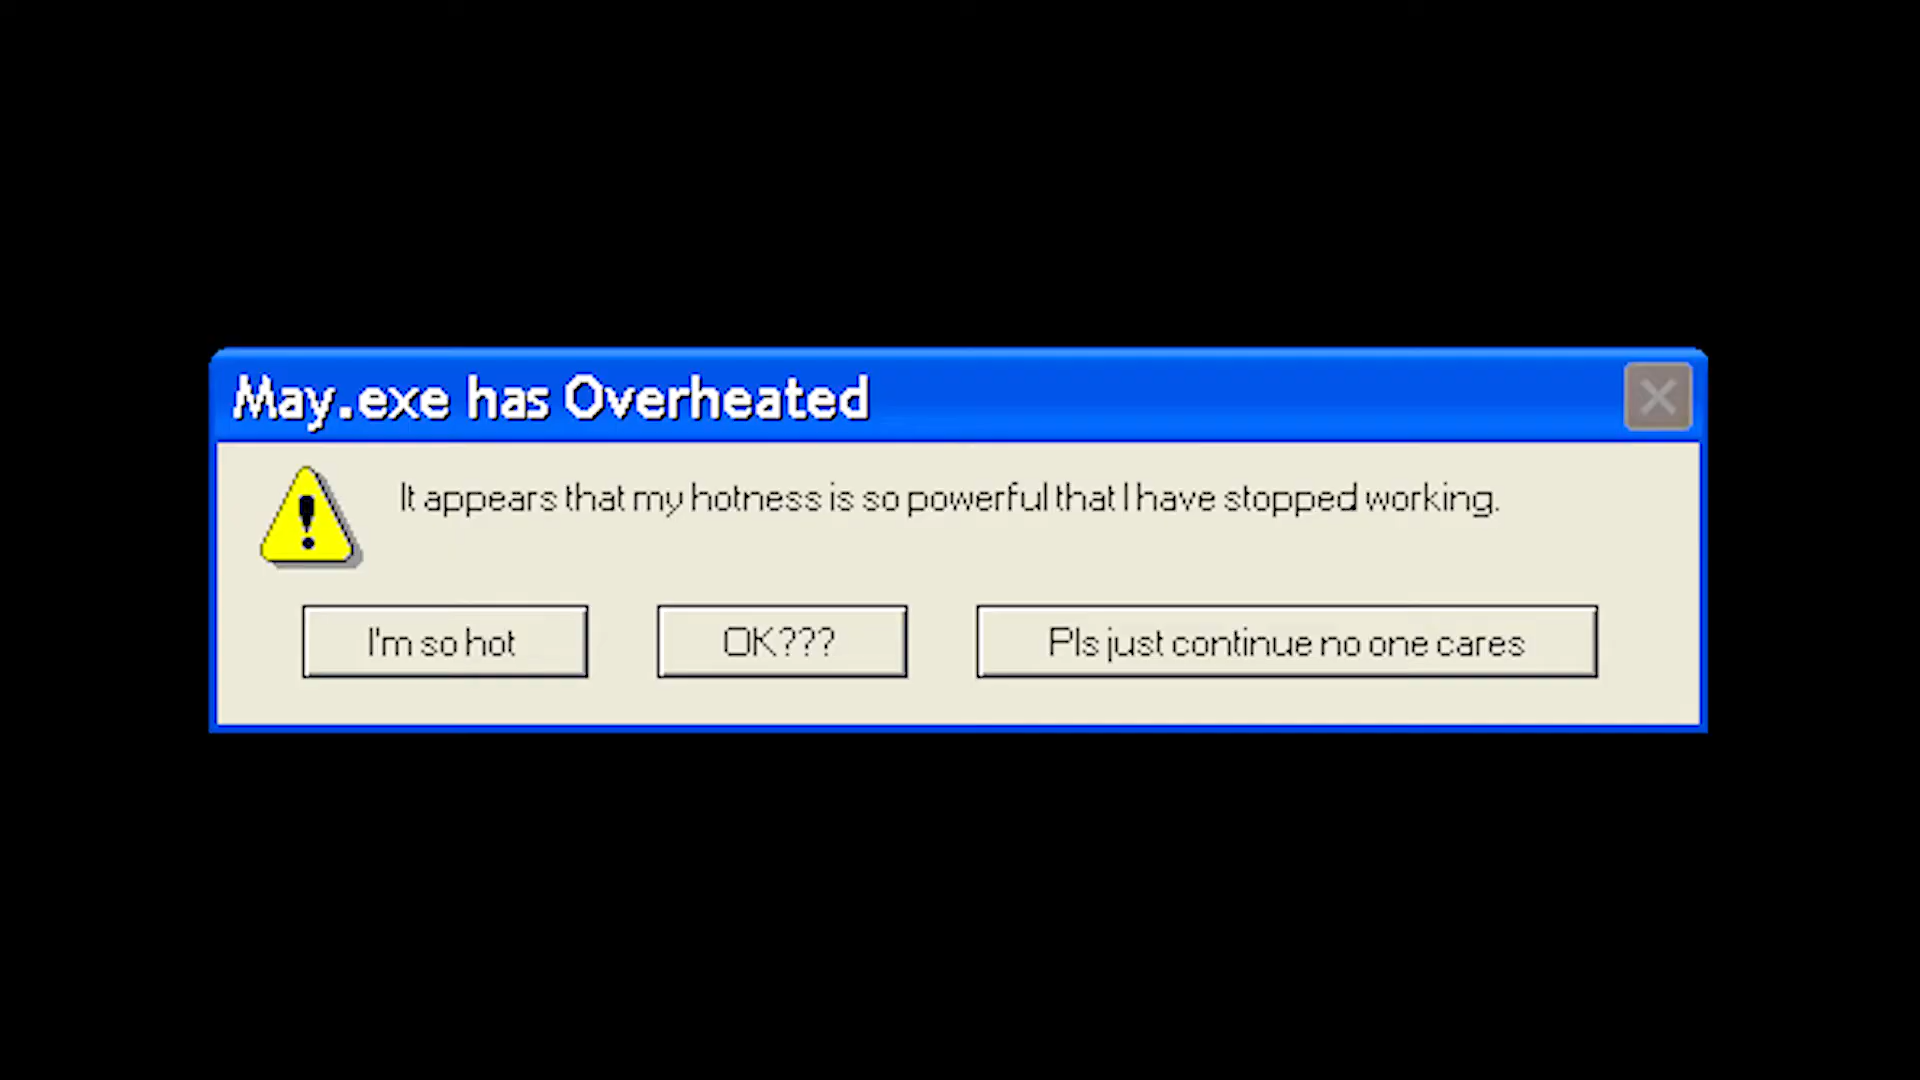 May.exe has Overheated
It appears that my hotness is so powerful that I have stopped working.
I'm so hot
OK???
Pls just continue no one cares